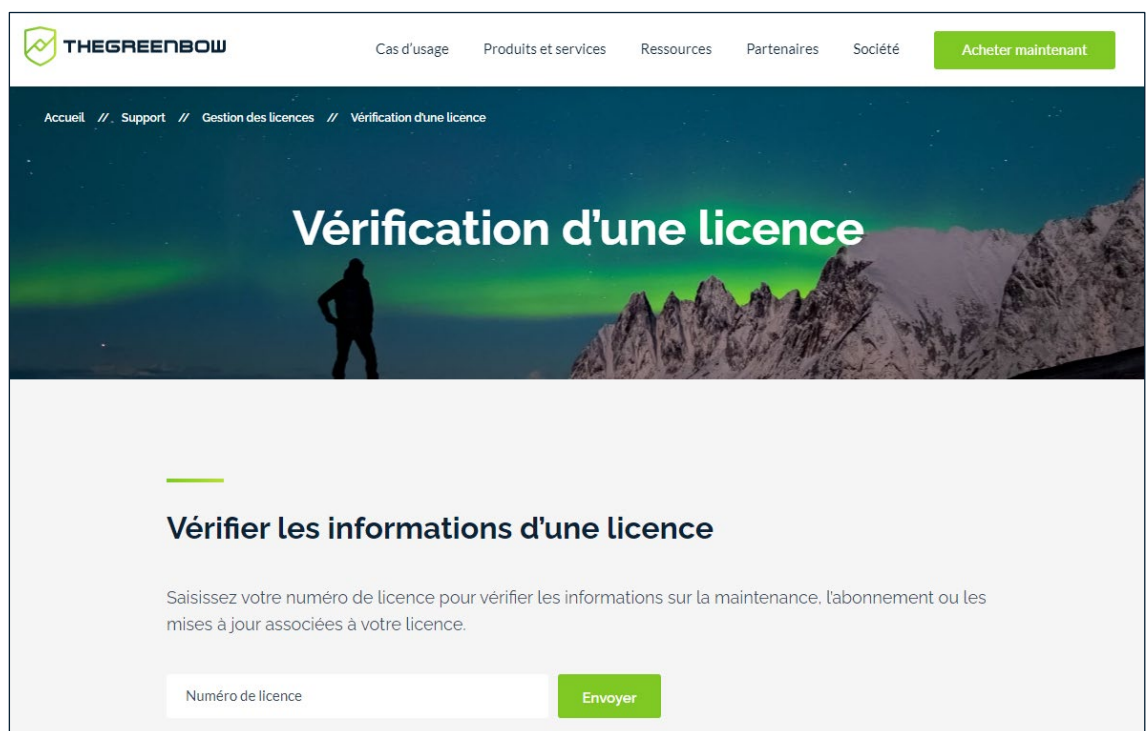 THEGREENBOW
Cas d'usage Produits et services Ressources Partenaires Société Acheter maintenant
Accueil // Support // Gestion des licences // Vérification d'une licence
Vérification d'une licence
Vérifier les informations d'une licence
Saisissez votre numéro de licence pour vérifier les informations sur la maintenance, l'abonnement ou les
mises à jour associées à votre licence.
Numéro de licence Envoyer